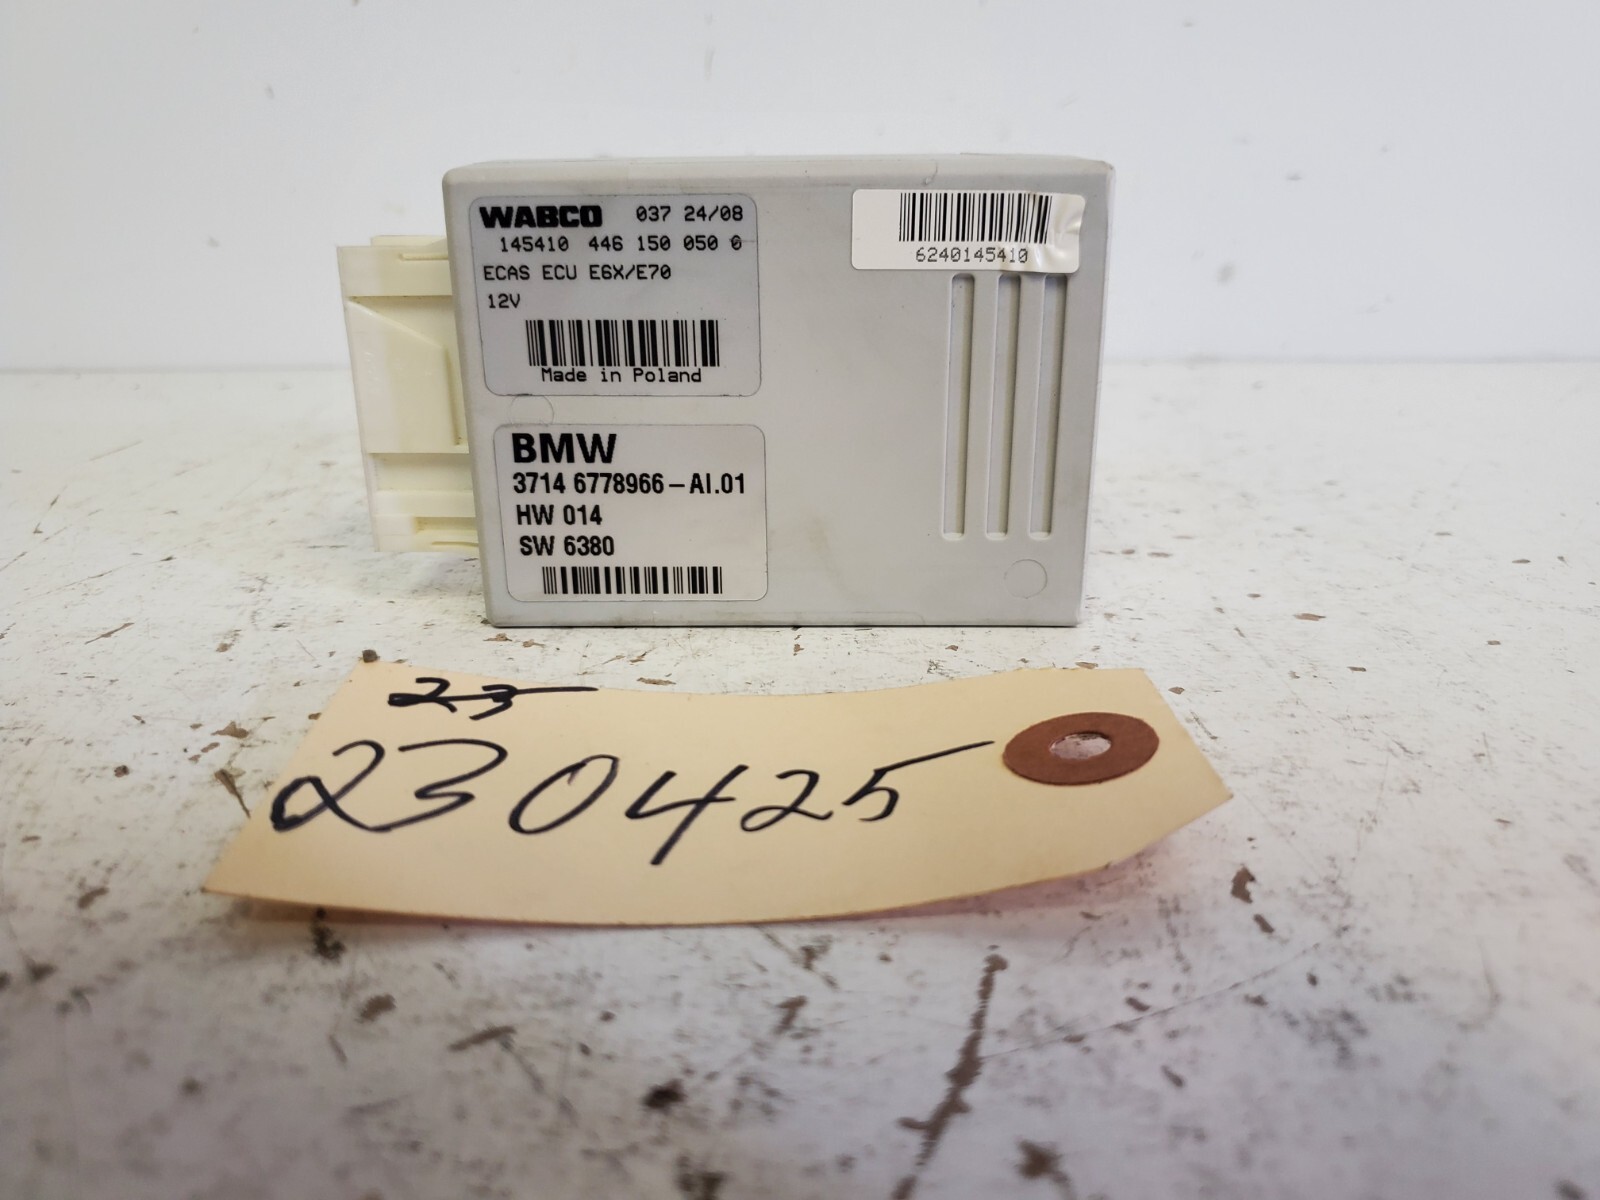 WABCO 037 24/08
145410 446 150 050 0
ECAS ECU E6X/E70
12V
Made in Poland
6240145410
BMW
3714 6778966-AI.01
HW 014
SW 6380
23
230425